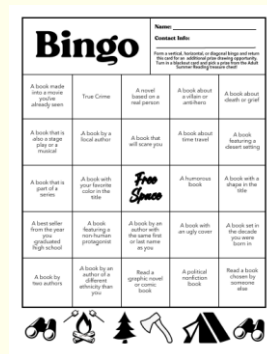 Bingo
Name:
Contact Info:
Form a vertical, horizontal, or diagonal bingo and return
this card for an additional prize drawing opportunity.
Turn in a blackout card and pick a prize from the Adult
Summer Reading treasure chest!
A book made
into a movie
you've
already seen
True Crime
A novel
based on a
real person
A book about
a villain or
anti-hero
A book about
death or grief
A book that is
also a stage
play or a
musical
A book by a
local author
A book that
will scare you
A book about
time travel
A book
featuring a
desert setting
A book that is
part of a
series
A book with
your favorite
color in the
title
Free
Space
A humorous
book
A book with a
shape in the
title
A best seller
from the year
you
graduated
high school
A book
featuring a
non-human
protagonist
A book by an
author with
the same first
or last name
as you
A book with
an ugly cover
A book set in
the decade
you were
born in
A book by
two authors
A book by an
author of a
different
ethnicity than
you
Read a
graphic novel
or comic
book
A political
nonfiction
book
Read a book
chosen by
someone
else